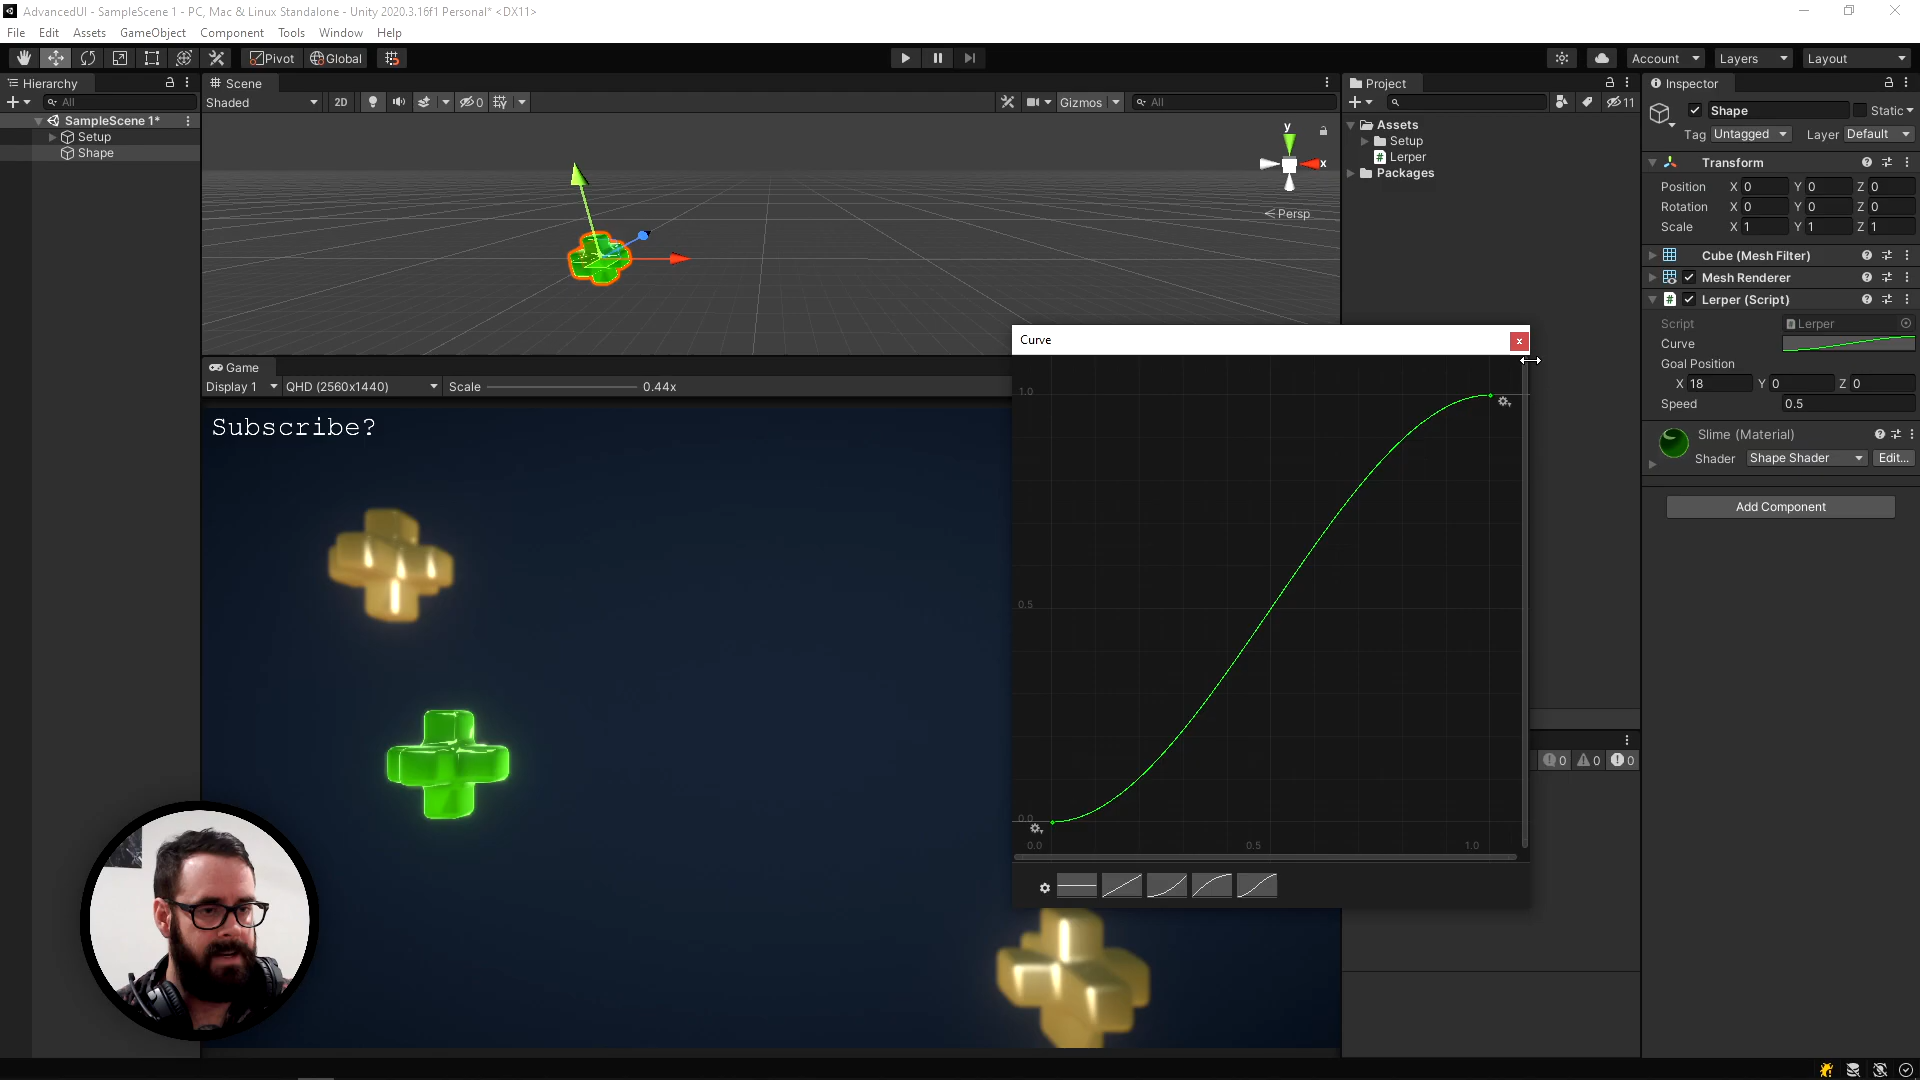 AdvancedUI - SampleScene 1 - PC, Mac & Linux Standalone - Unity 2020.3.16f1 Personal* <DX11>
File Edit Assets GameObject Component Tools Window Help
Pivot Global Account Layers Layout
Hierarchy
All
SampleScene 1*
Setup
Shape
Scene
Shaded 2D 0 Gizmos All
y
x
Persp
Game
Display 1 QHD (2560x1440) Scale 0.44x
Subscribe?
Curve
x
1.0
0.5
0.0
0.0 0.5 1.0
Project
11
Assets
Setup
Lerper
Packages
0 0 0
Inspector
Shape Static
Tag Untagged Layer Default
Transform
Position X 0 Y 0 Z 0
Rotation X 0 Y 0 Z 0
Scale X 1 Y 1 Z 1
Cube (Mesh Filter)
Mesh Renderer
Lerper (Script)
Script Lerper
Curve
Goal Position
X 18 Y 0 Z 0
Speed 0.5
Slime (Material)
Shader Shape Shader Edit...
Add Component